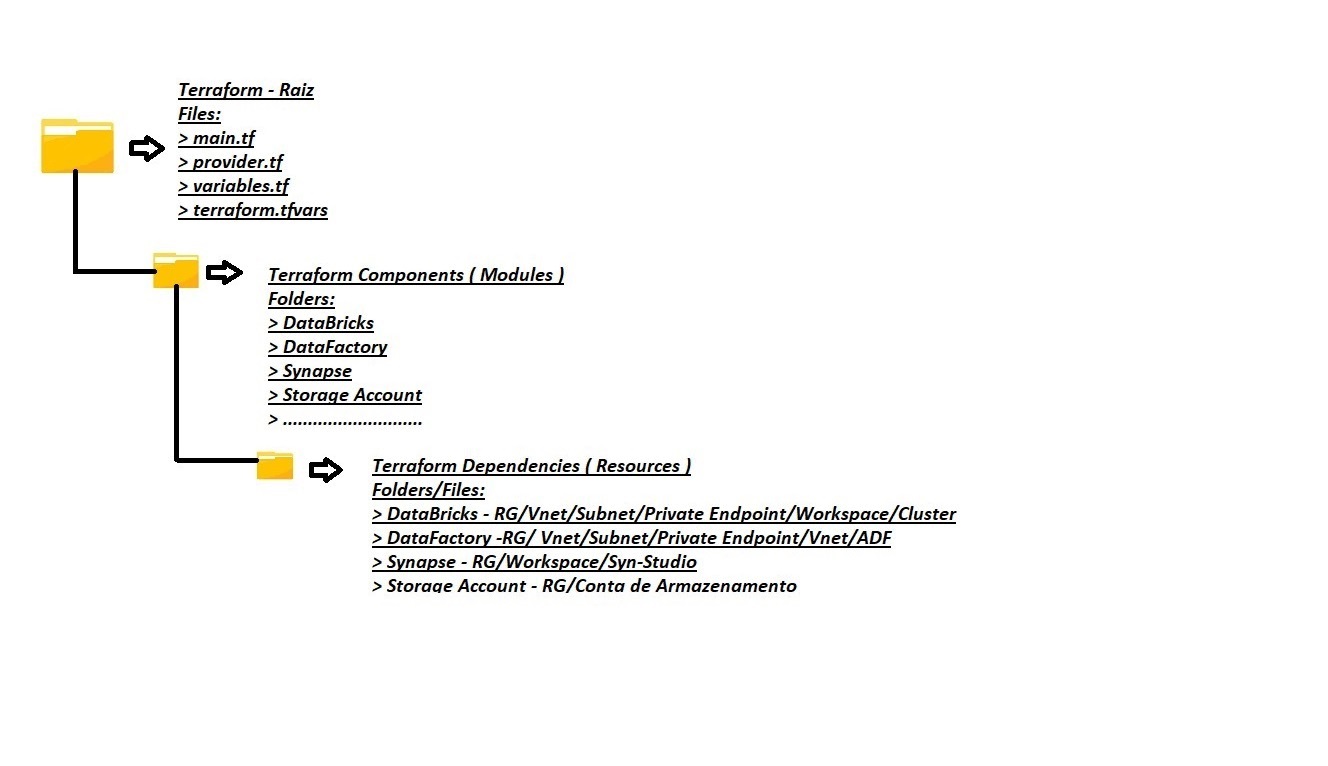 Terraform - Raiz
Files:
> main.tf
> provider.tf
> variables.tf
> terraform.tfvars
Terraform Components ( Modules )
Folders:
> DataBricks
> DataFactory
> Synapse
> Storage Account
> ............................
Terraform Dependencies ( Resources )
Folders/Files:
> DataBricks - RG/Vnet/Subnet/Private Endpoint/Workspace/Cluster
> DataFactory -RG/ Vnet/Subnet/Private Endpoint/Vnet/ADF
> Synapse - RG/Workspace/Syn-Studio
> Storage Account - RG/Conta de Armazenamento